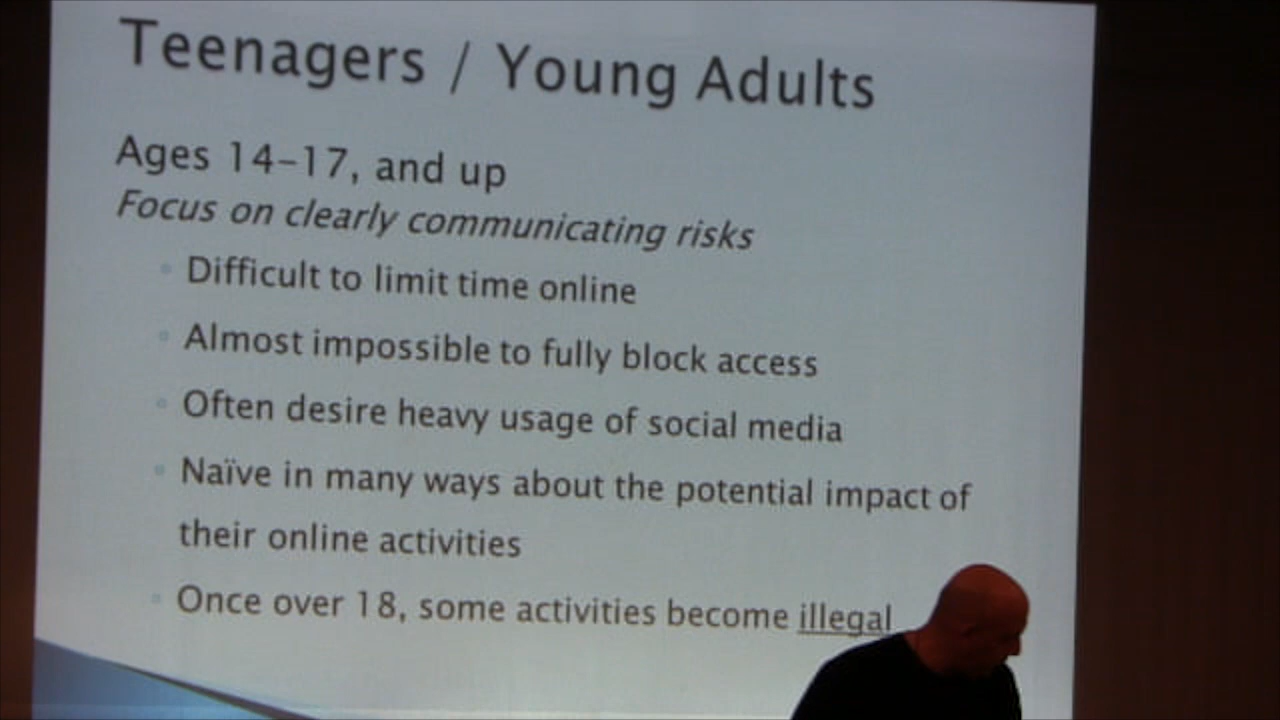 Teenagers / Young Adults
Ages 14-17, and up
Focus on clearly communicating risks
Difficult to limit time online
Almost impossible to fully block access
Often desire heavy usage of social media
Naïve in many ways about the potential impact of
their online activities
Once over 18, some activities become illegal